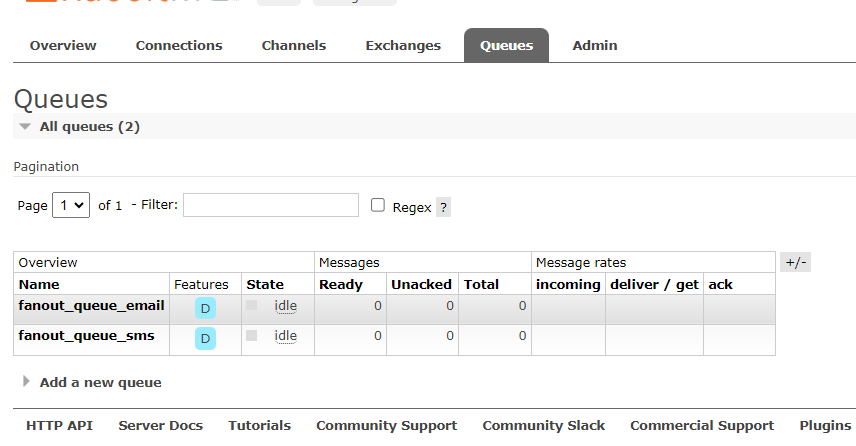 Overview Connections Channels Exchanges Queues Admin
Queues
All queues (2)
Pagination
Page 1 of 1 - Filter: Regex ?
Overview Messages Message rates +/-
Name Features State Ready Unacked Total incoming deliver / get ack
fanout_queue_email D idle 0 0 0
fanout_queue_sms D idle 0 0 0
Add a new queue
HTTP API Server Docs Tutorials Community Support Community Slack Commercial Support Plugins